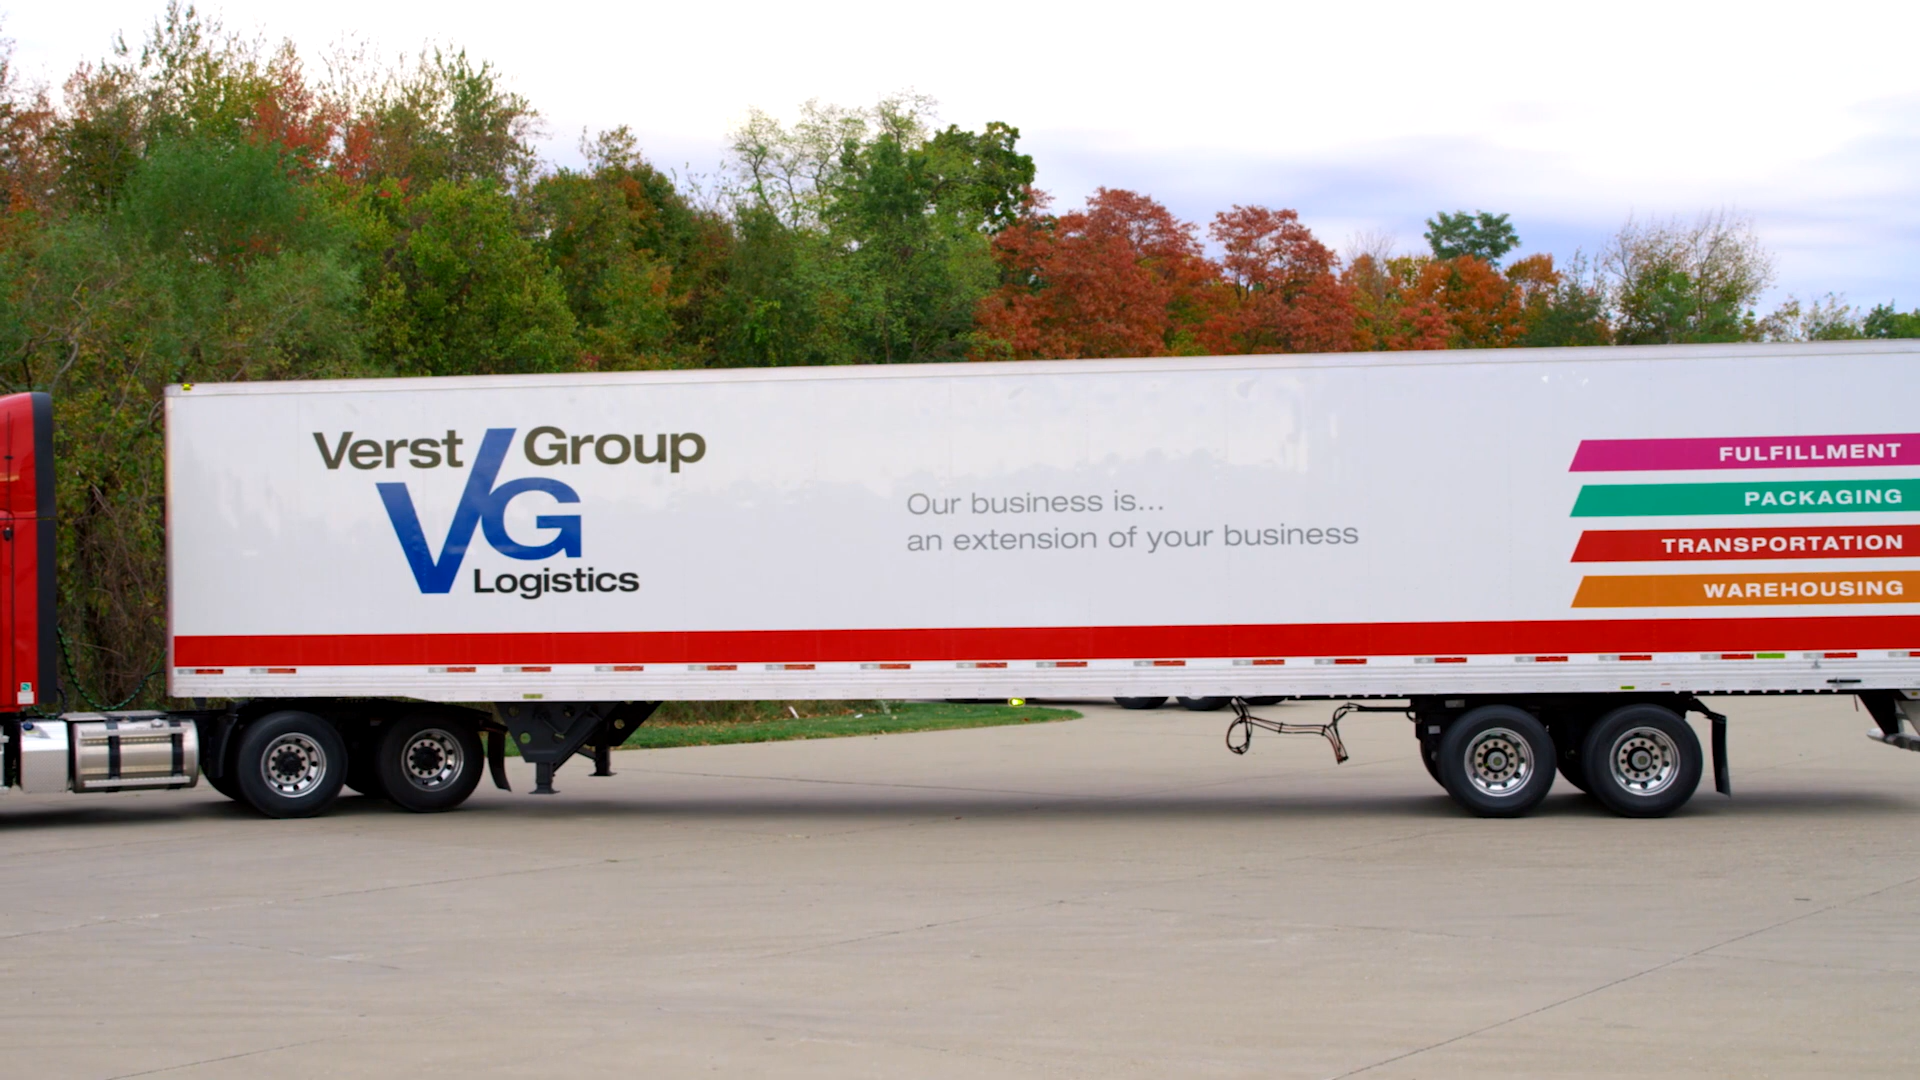 Verst Group
VG
Logistics
Our business is...
an extension of your business
FULFILLMENT
PACKAGING
TRANSPORTATION
WAREHOUSING